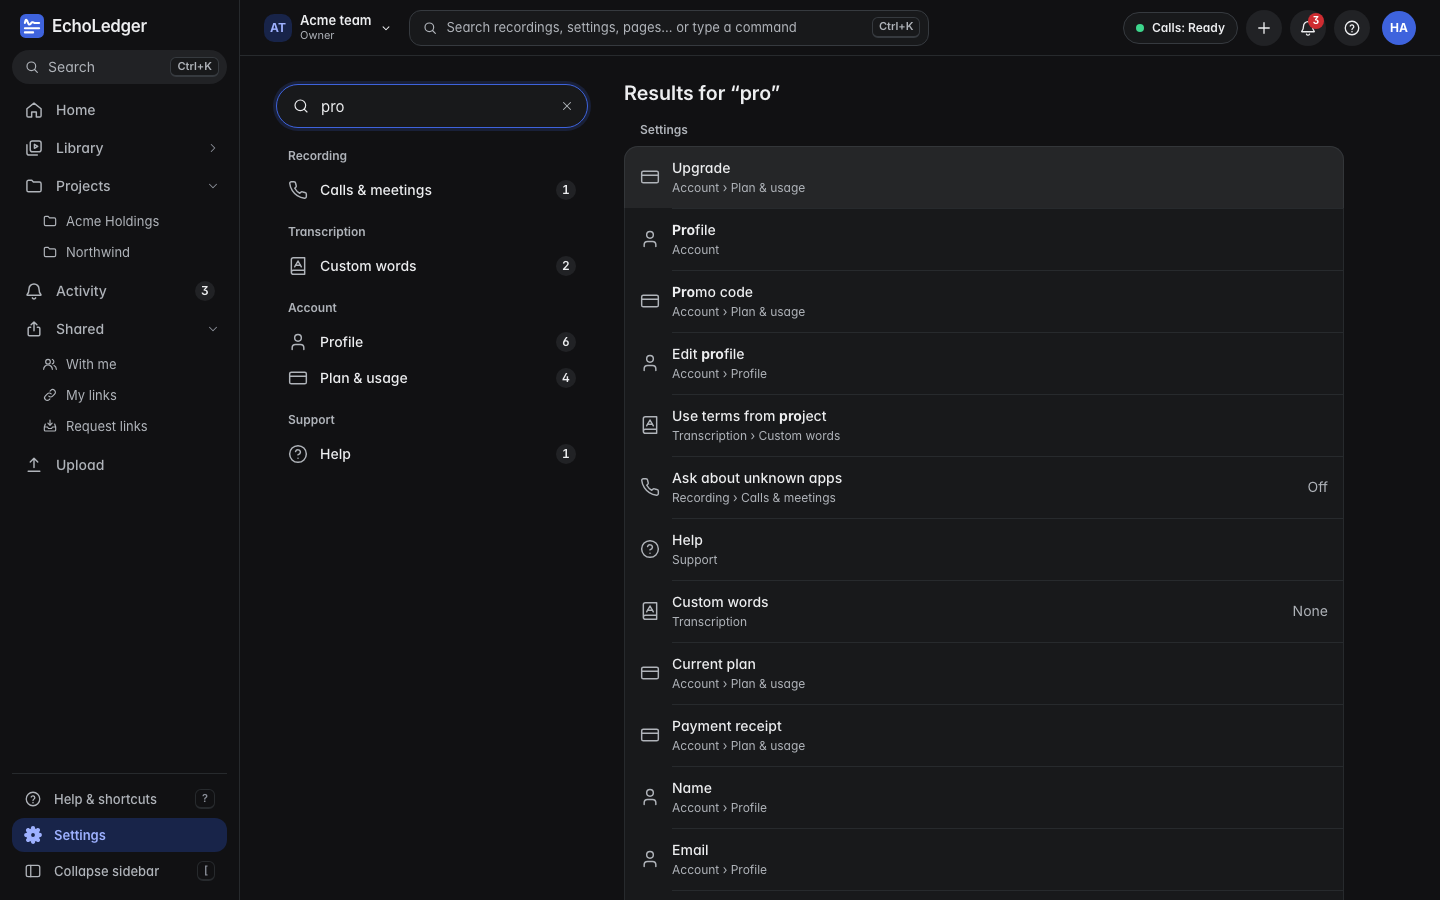 EchoLedger
Search Ctrl+K
Home
Library
Projects
Acme Holdings
Northwind
Activity 3
Shared
With me
My links
Request links
Upload
Help & shortcuts ?
Settings
Collapse sidebar [
AT Acme team
Owner
Search recordings, settings, pages... or type a command Ctrl+K
Calls: Ready
3
HA
pro
Recording
Calls & meetings 1
Transcription
Custom words 2
Account
Profile 6
Plan & usage 4
Support
Help 1
Results for “pro”
Settings
Upgrade
Account › Plan & usage
Profile
Account
Promo code
Account › Plan & usage
Edit profile
Account › Profile
Use terms from project
Transcription › Custom words
Ask about unknown apps
Recording › Calls & meetings
Off
Help
Support
Custom words
Transcription
None
Current plan
Account › Plan & usage
Payment receipt
Account › Plan & usage
Name
Account › Profile
Email
Account › Profile